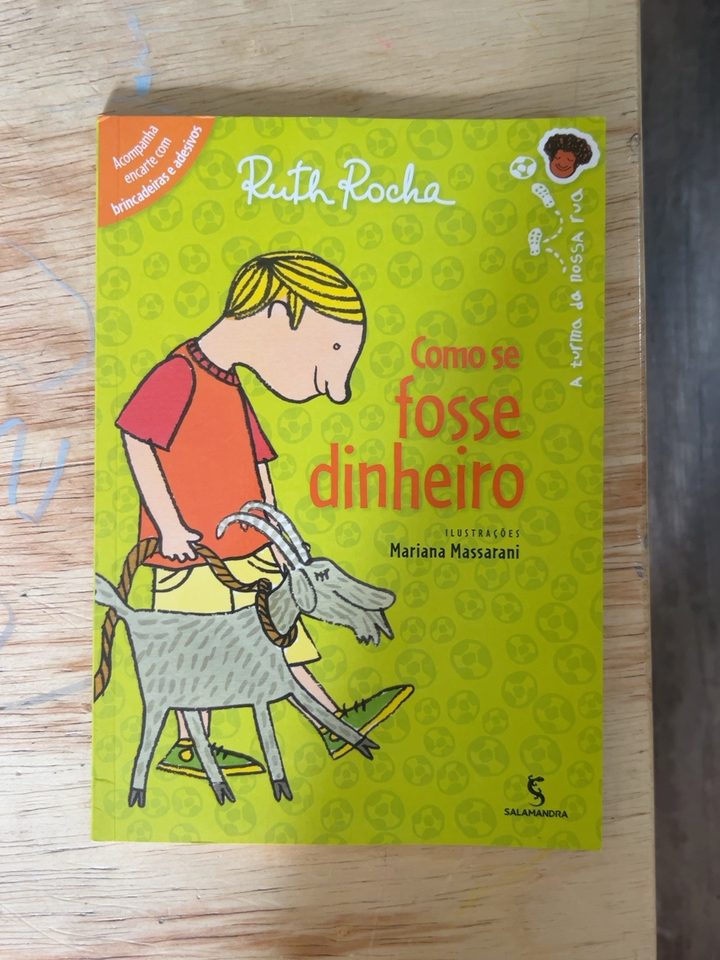 Acompanha
encarte com
brincadeiras e adesivos
Ruth Rocha
A turma da nossa rua
Como se
fosse
dinheiro
ILUSTRAÇÕES
Mariana Massarani
SALAMANDRA